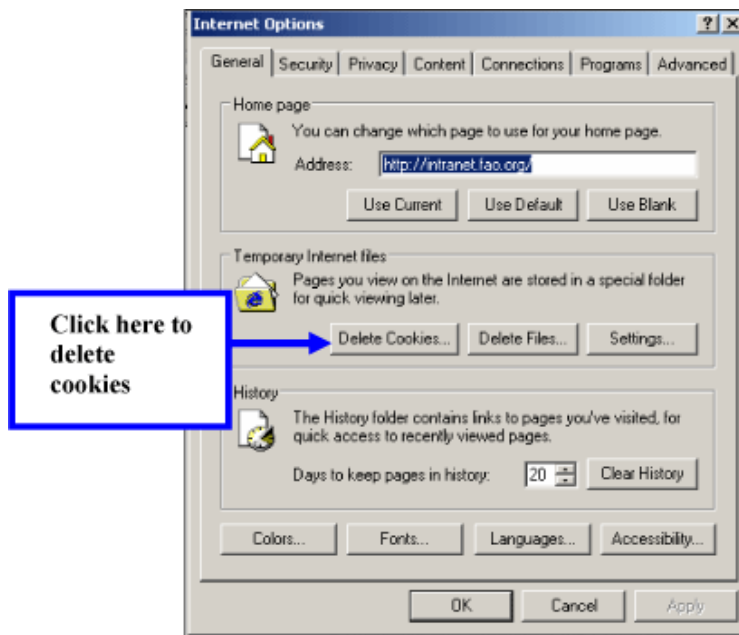 Internet Options
General Security Privacy Content Connections Programs Advanced
Home page
You can change which page to use for your home page.
Address: http://intranet.fao.org/
Use Current Use Default Use Blank
Temporary Internet files
Pages you view on the Internet are stored in a special folder
for quick viewing later.
Delete Cookies... Delete Files... Settings...
Click here to
delete
cookies
History
The History folder contains links to pages you've visited, for
quick access to recently viewed pages.
Days to keep pages in history: 20 Clear History
Colors... Fonts... Languages... Accessibility...
OK Cancel Apply